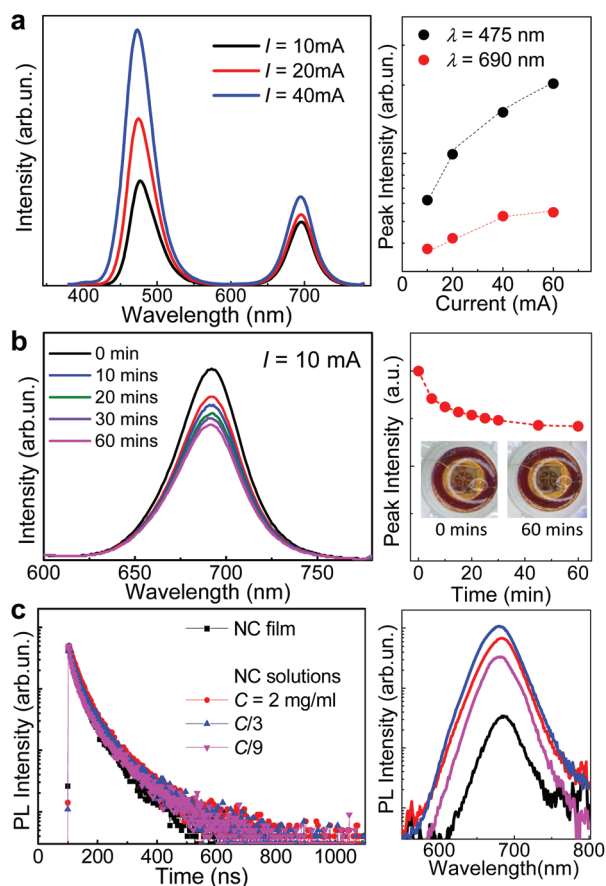 a
Intensity (arb.un.)
I = 10mA
I = 20mA
I = 40mA
400 500 600 700
Wavelength (nm)
Peak Intensity (arb.un.)
λ = 475 nm
λ = 690 nm
0 20 40 60
Current (mA)
b
Intensity (arb.un.)
0 min
10 mins
20 mins
30 mins
60 mins
I = 10 mA
600 650 700 750
Wavelength (nm)
Peak Intensity (a.u.)
0 mins 60 mins
0 10 20 30 40 50 60
Time (min)
c
PL Intensity (arb.un.)
NC film
NC solutions
C = 2 mg/ml
C/3
C/9
0 200 400 600 800 1000
Time (ns)
PL Intensity (arb.un.)
600 700 800
Wavelength(nm)